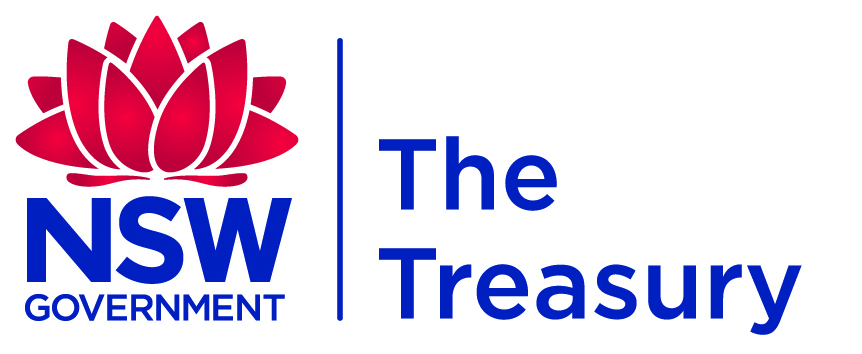 NSW
GOVERNMENT
The
Treasury